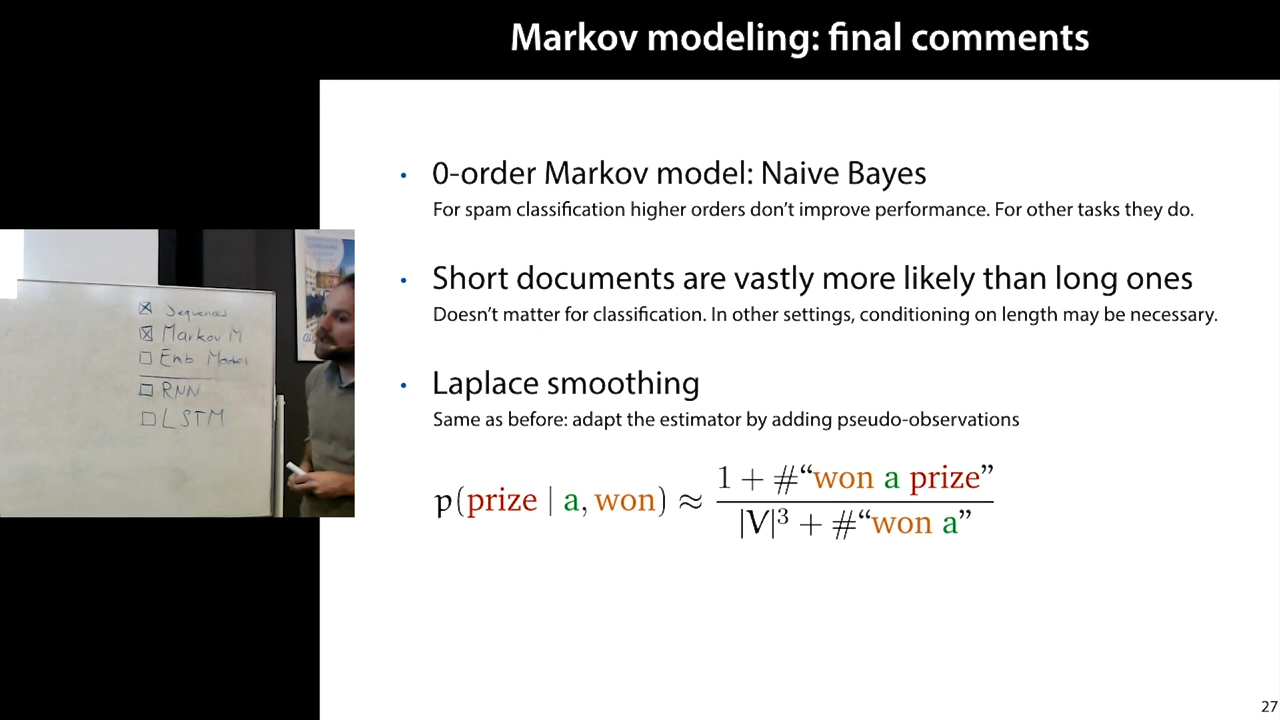 Markov modeling: final comments
• 0-order Markov model: Naive Bayes
For spam classification higher orders don’t improve performance. For other tasks they do.
• Short documents are vastly more likely than long ones
Doesn’t matter for classification. In other settings, conditioning on length may be necessary.
• Laplace smoothing
Same as before: adapt the estimator by adding pseudo-observations
p(prize | a, won) ≈ 1 + #“won a prize” / |V|³ + #“won a”
Sequences
Markov M
Emb Model
RNN
LSTM
27